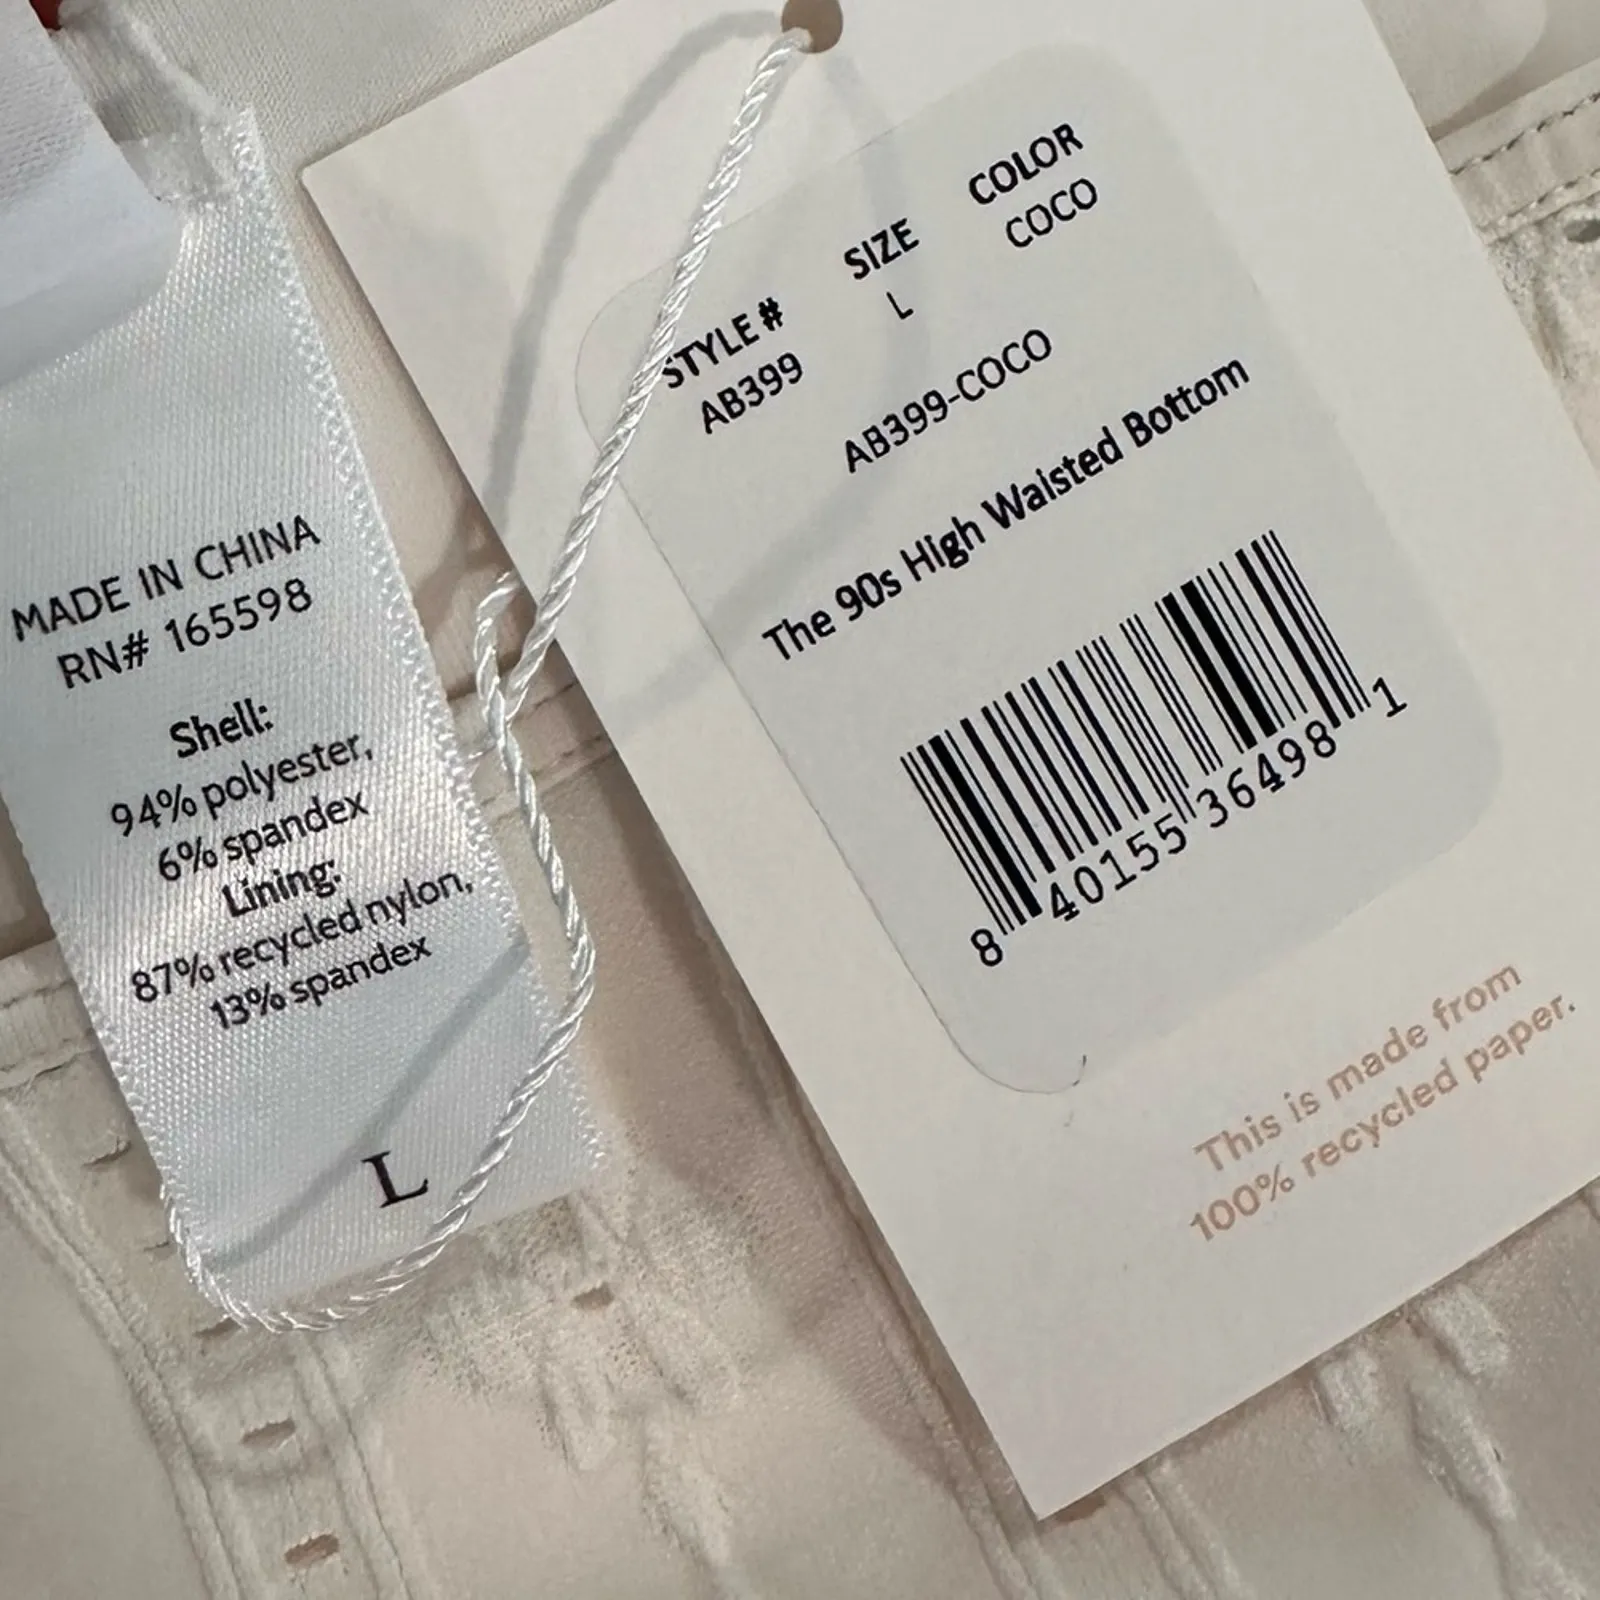 MADE IN CHINA
RN# 165598
Shell:
94% polyester,
6% spandex
Lining:
87% recycled nylon,
13% spandex
L
STYLE # SIZE COLOR
AB399 L COCO
AB399-COCO
The 90s High Waisted Bottom
8 40155 36498 1
This is made from
100% recycled paper.